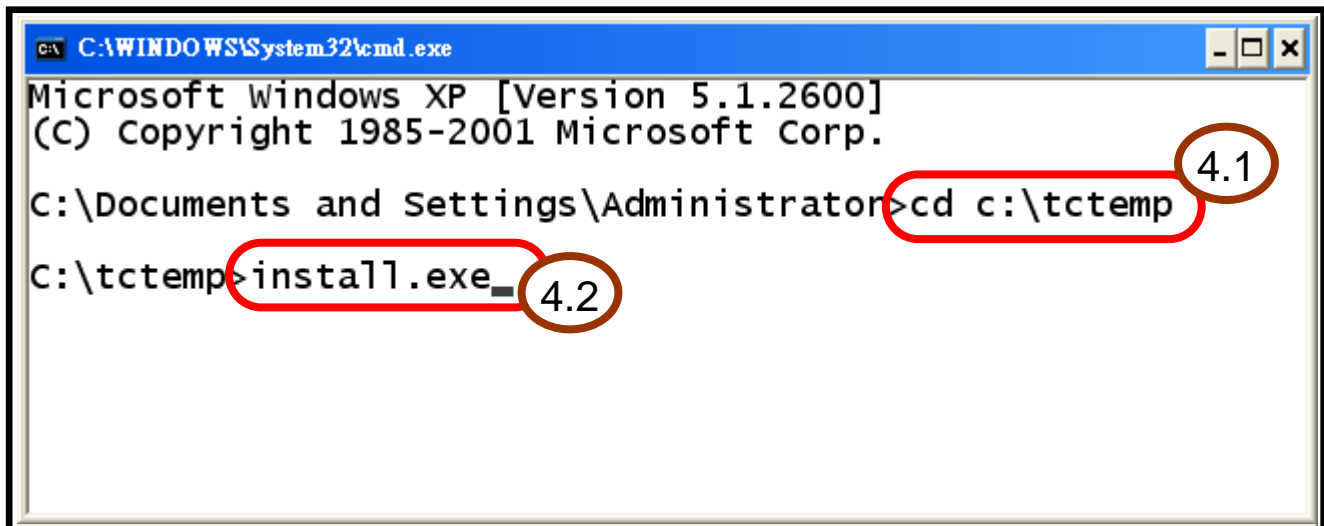 C:\WINDOWS\System32\cmd.exe
Microsoft Windows XP [Version 5.1.2600]
(C) Copyright 1985-2001 Microsoft Corp.
4.1
C:\Documents and Settings\Administrator>cd c:\tctemp
C:\tctemp>install.exe_
4.2